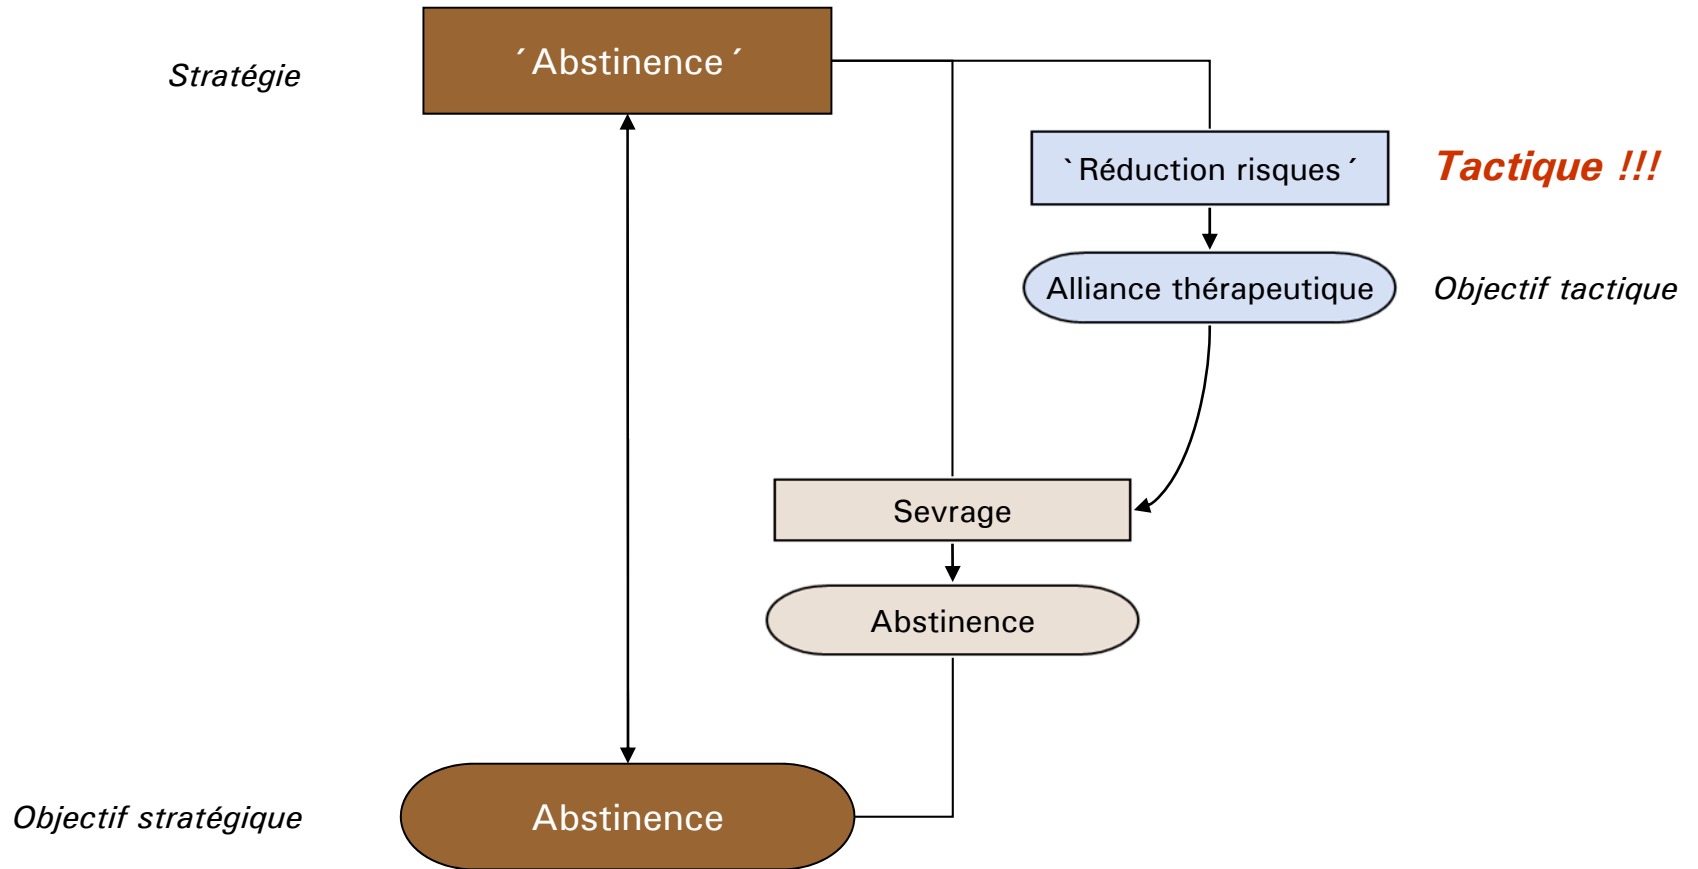 ´Abstinence´
Stratégie
`Réduction risques´
Tactique !!!
Alliance thérapeutique
Objectif tactique
Sevrage
Abstinence
Objectif stratégique
Abstinence